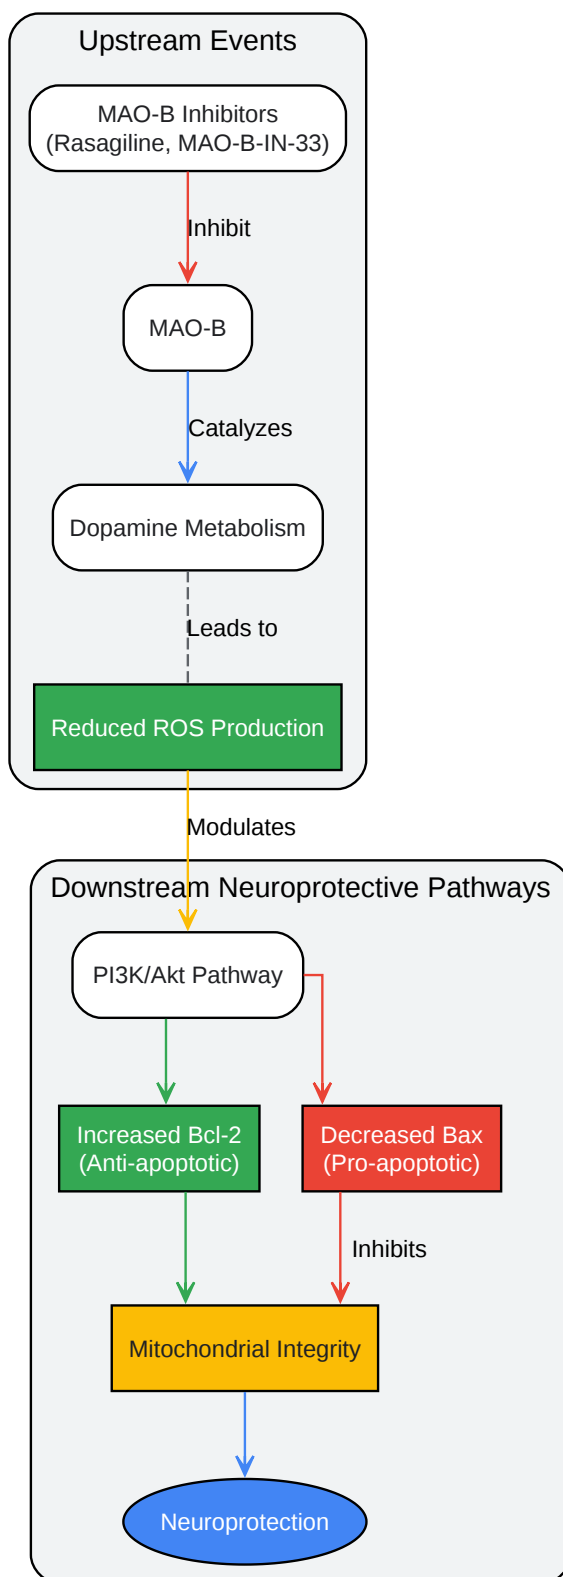 Upstream Events
MAO-B Inhibitors
(Rasagiline, MAO-B-IN-33)
Inhibit
MAO-B
Catalyzes
Dopamine Metabolism
Leads to
Reduced ROS Production
Modulates
Downstream Neuroprotective Pathways
PI3K/Akt Pathway
Increased Bcl-2
(Anti-apoptotic)
Decreased Bax
(Pro-apoptotic)
Inhibits
Mitochondrial Integrity
Neuroprotection